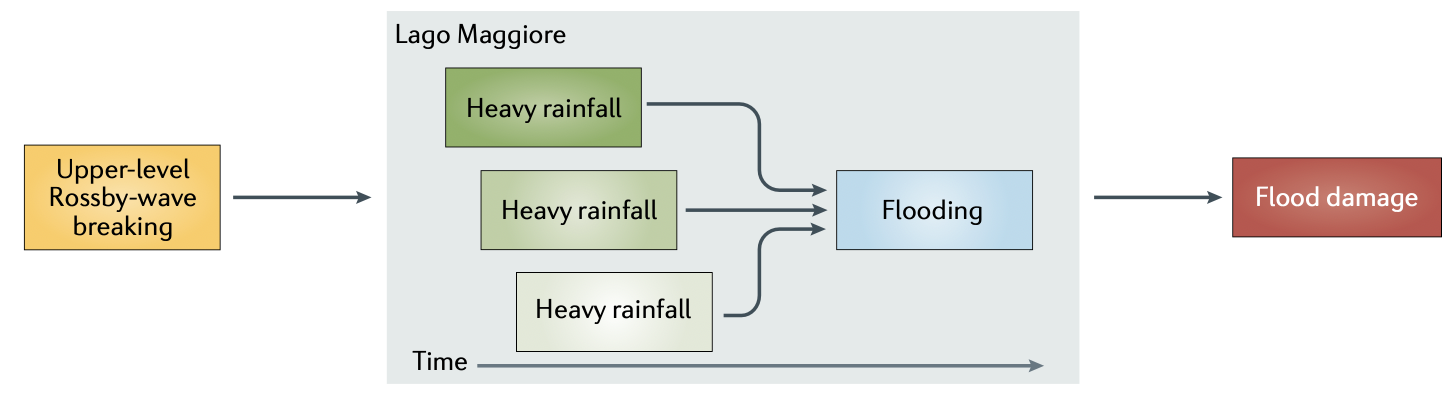 Lago Maggiore
Heavy rainfall
Upper-level
Rossby-wave
breaking
Heavy rainfall
Flooding
Flood damage
Heavy rainfall
Time